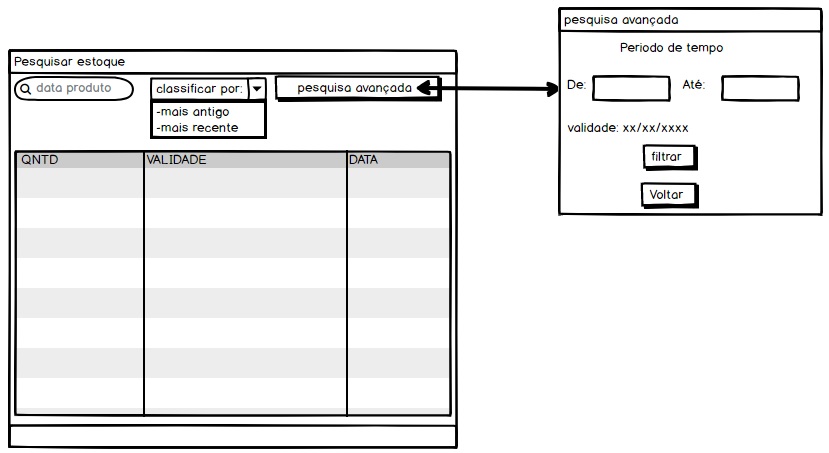 pesquisa avançada
Periodo de tempo
De:
Até:
validade: xx/xx/xxxx
filtrar
Voltar
Pesquisar estoque
data produto
classificar por:
pesquisa avançada
-mais antigo
-mais recente
QNTD
VALIDADE
DATA